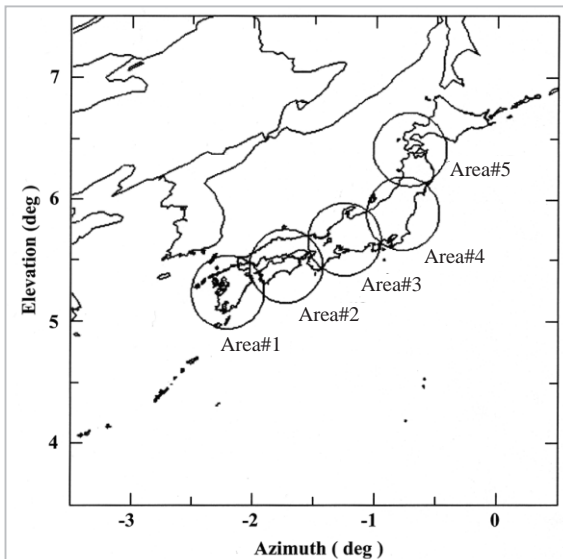 7
6
5
4
Elevation (deg )
Area#5
Area#4
Area#3
Area#2
Area#1
-3
-2
-1
0
Azimuth ( deg )